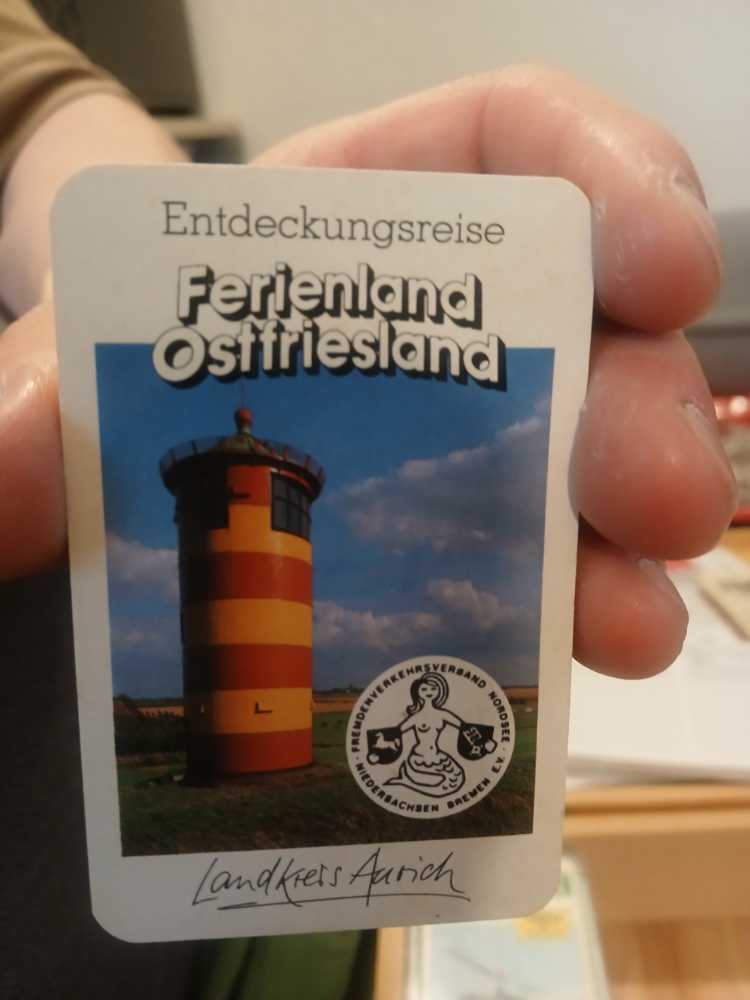 Entdeckungsreise
Ferienland
Ostfriesland
FREMDENVERKEHRSVERBAND NORDSEE
· NIEDERSACHSEN BREMEN E.V. ·
Landkreis Aurich